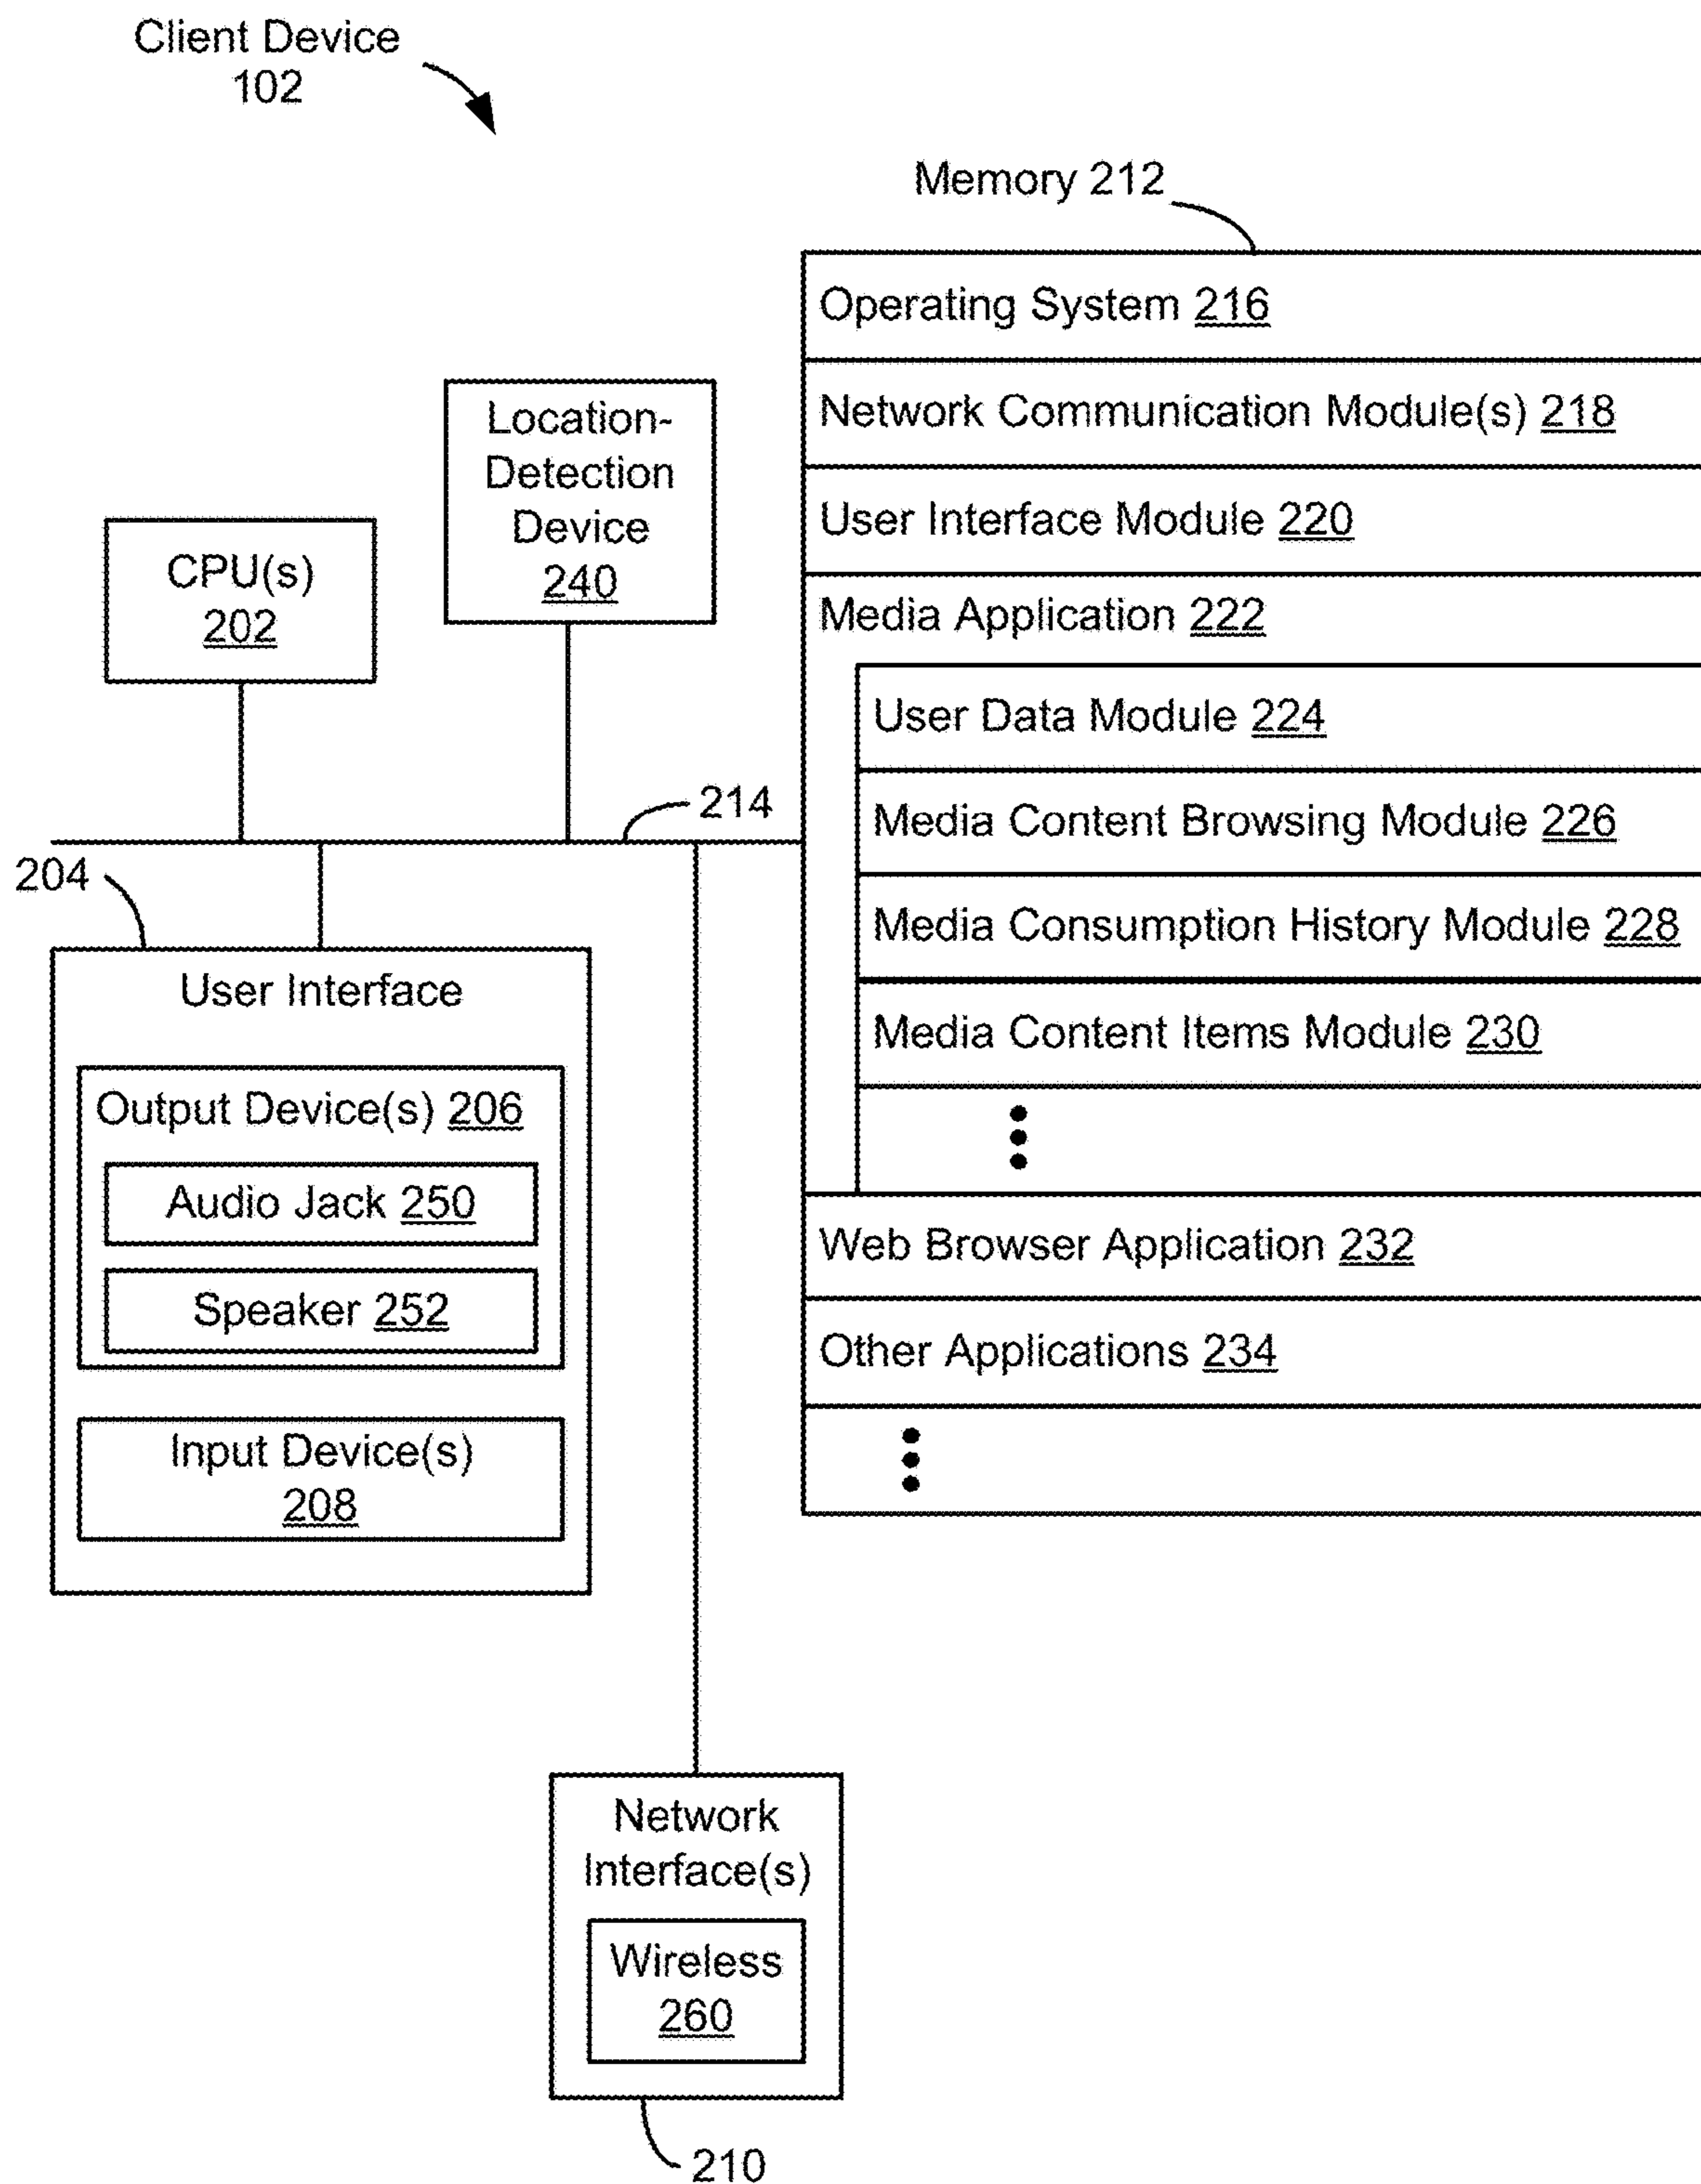 Client Device
102
Memory 212
Operating System 216
Network Communication Module(s) 218
User Interface Module 220
Media Application 222
User Data Module 224
Media Content Browsing Module 226
Media Consumption History Module 228
Media Content Items Module 230
Web Browser Application 232
Other Applications 234
Location-
Detection
Device
240
CPU(s)
202
214
204
User Interface
Output Device(s) 206
Audio Jack 250
Speaker 252
Input Device(s)
208
Network
Interface(s)
Wireless
260
210